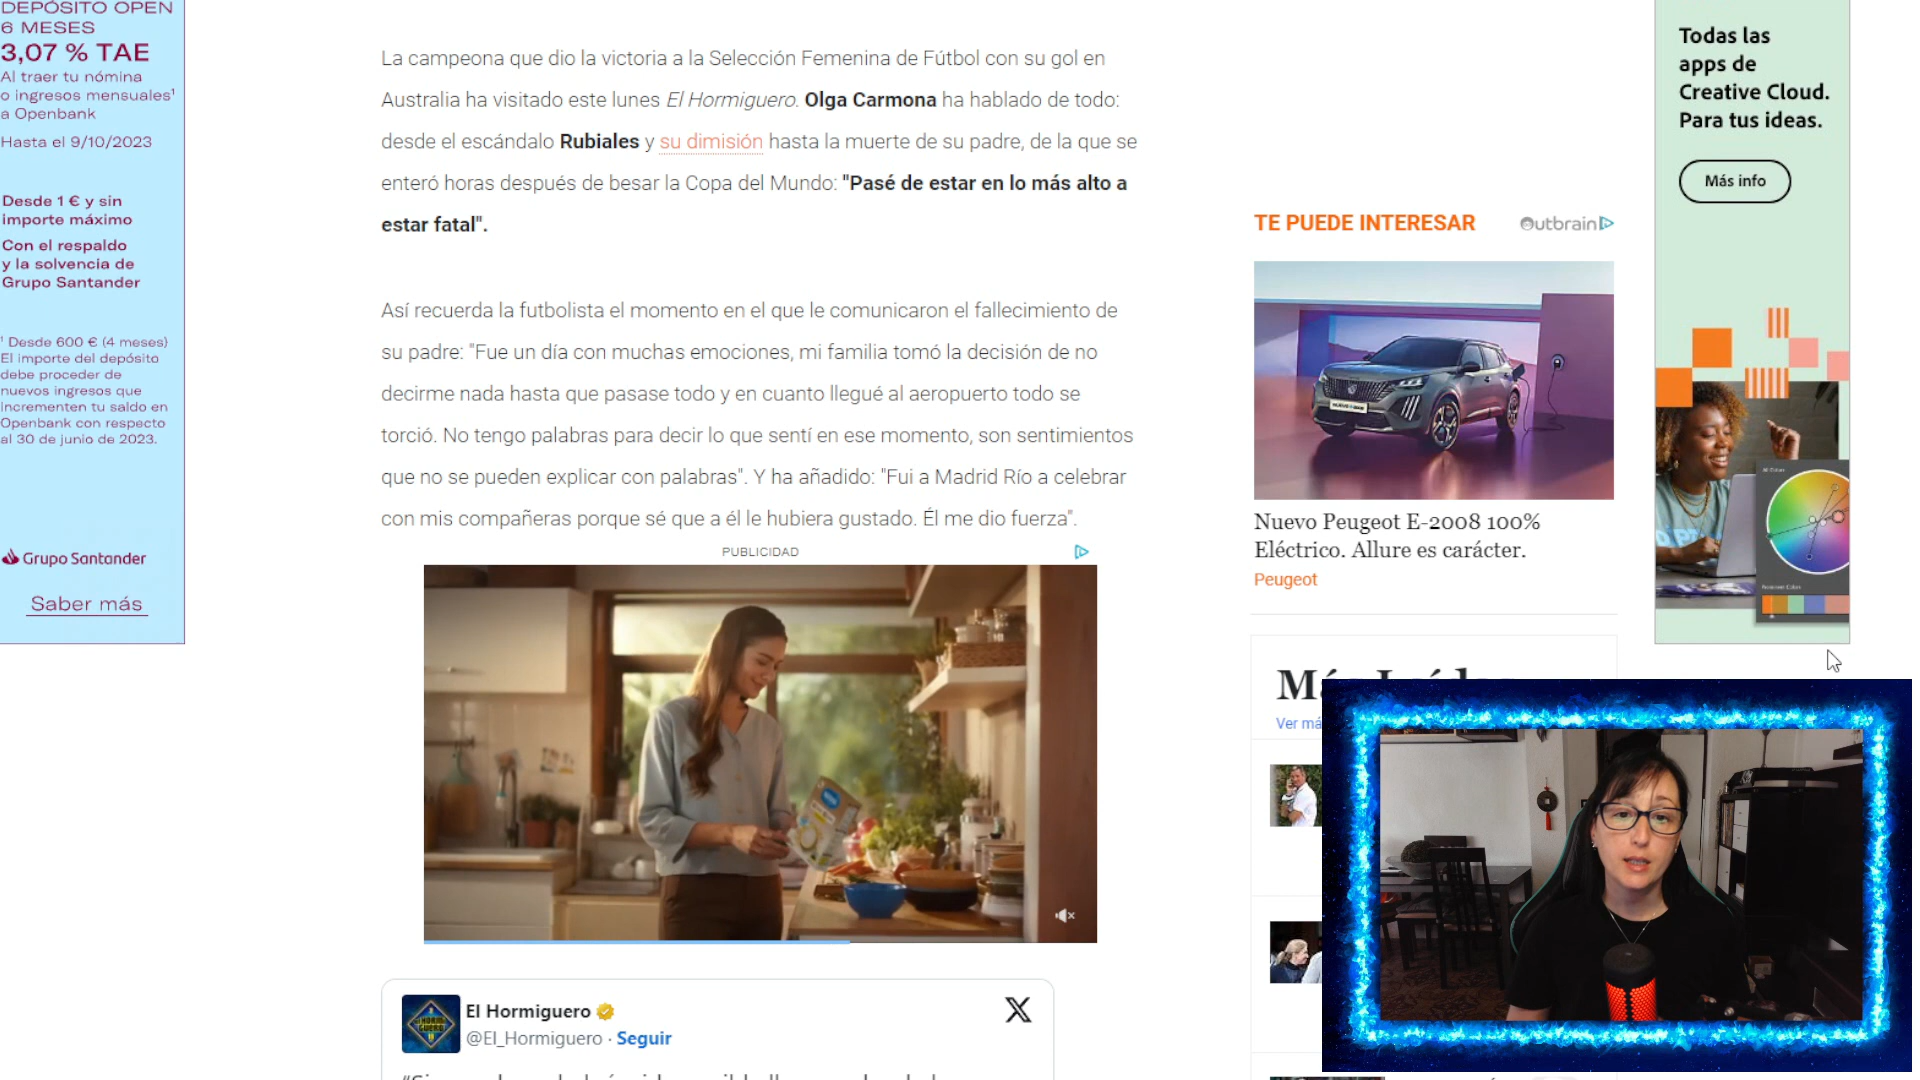 DEPÓSITO OPEN
6 MESES
3,07 % TAE
Al traer tu nómina
o ingresos mensuales¹
a Openbank
Hasta el 9/10/2023
Desde 1 € y sin
importe máximo
Con el respaldo
y la solvencia de
Grupo Santander
¹ Desde 600 € (4 meses)
El importe del depósito
debe proceder de
nuevos ingresos que
incrementen tu saldo en
Openbank con respecto
al 30 de junio de 2023.
Grupo Santander
Saber más
La campeona que dio la victoria a la Selección Femenina de Fútbol con su gol en
Australia ha visitado este lunes El Hormiguero. Olga Carmona ha hablado de todo:
desde el escándalo Rubiales y su dimisión hasta la muerte de su padre, de la que se
enteró horas después de besar la Copa del Mundo: "Pasé de estar en lo más alto a
estar fatal".
Así recuerda la futbolista el momento en el que le comunicaron el fallecimiento de
su padre: "Fue un día con muchas emociones, mi familia tomó la decisión de no
decirme nada hasta que pasase todo y en cuanto llegué al aeropuerto todo se
torció. No tengo palabras para decir lo que sentí en ese momento, son sentimientos
que no se pueden explicar con palabras". Y ha añadido: "Fui a Madrid Río a celebrar
con mis compañeras porque sé que a él le hubiera gustado. Él me dio fuerza".
PUBLICIDAD
El Hormiguero
@El_Hormiguero · Seguir
TE PUEDE INTERESAR
Outbrain
Nuevo Peugeot E-2008 100%
Eléctrico. Allure es carácter.
Peugeot
Ver má
Todas las
apps de
Creative Cloud.
Para tus ideas.
Más info